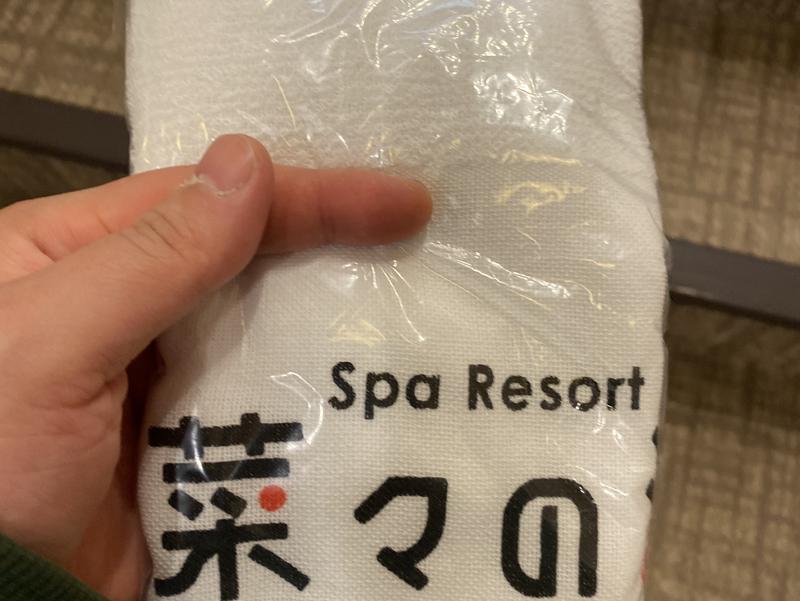 Spa Resort
菜々の